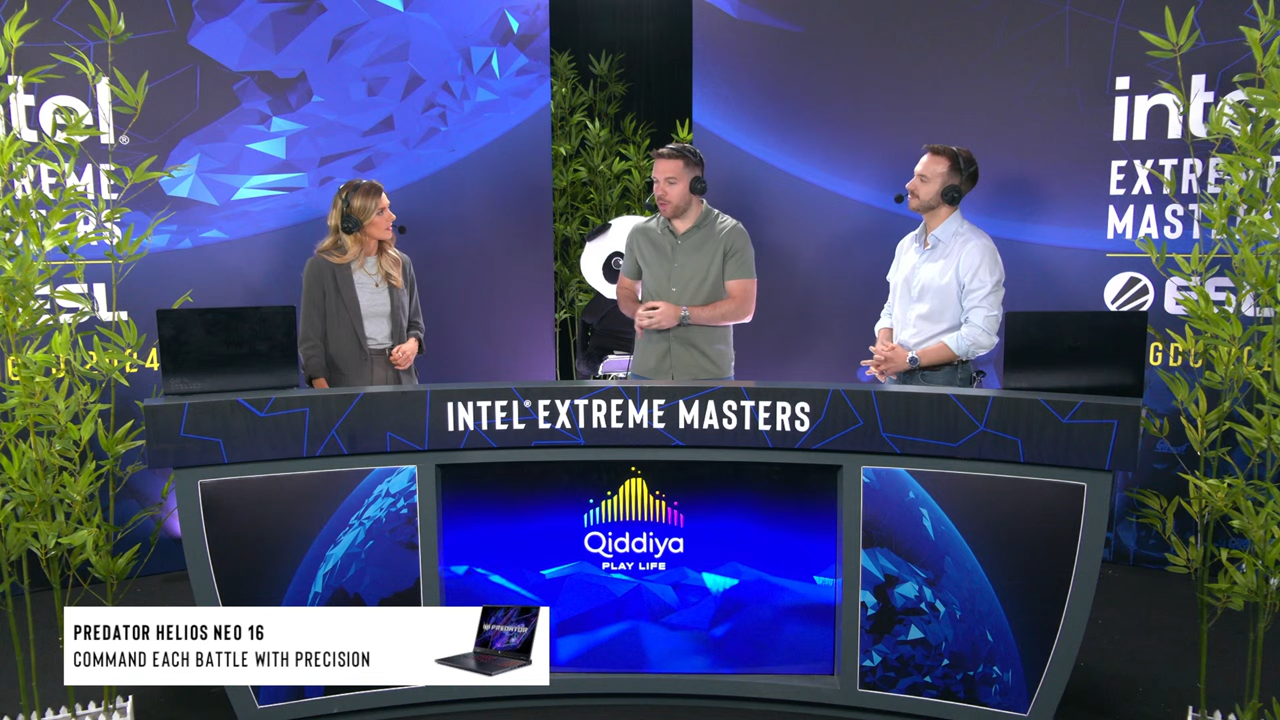 intel®
EXTREME
MASTERS
ESL
INTEL® EXTREME MASTERS
Qiddiya
PLAY LIFE
PREDATOR HELIOS NEO 16
COMMAND EACH BATTLE WITH PRECISION
PREDATOR